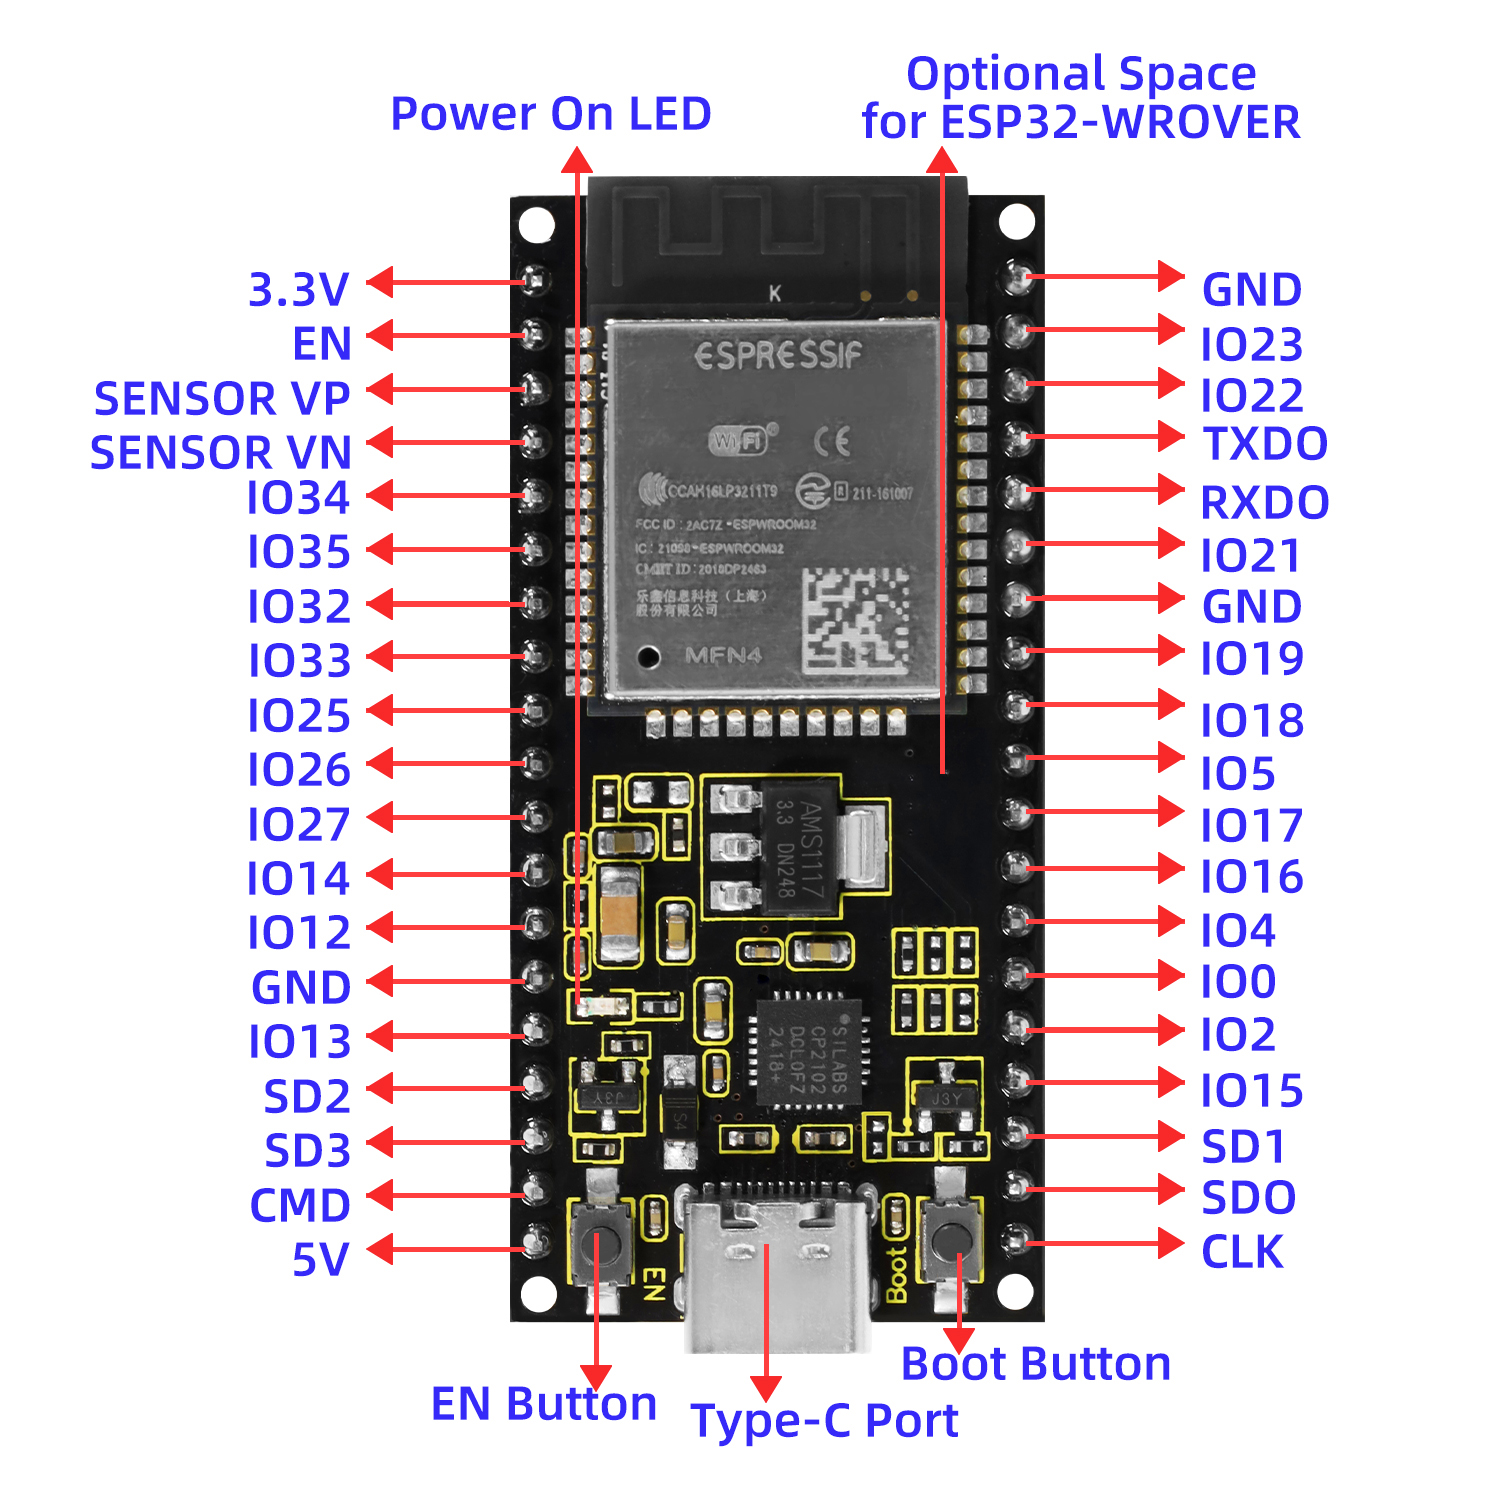 Optional Space
for ESP32-WROVER
Power On LED
3.3V
EN
SENSOR VP
SENSOR VN
IO34
IO35
IO32
IO33
IO25
IO26
IO27
IO14
IO12
GND
IO13
SD2
SD3
CMD
5V
K
ESPRESSIF
WiFi®
CE
CCAH16LP3211T9
R 211-161007
FCC ID : 2AC7Z-ESPWROOM32
IC : 21098-ESPWROOM32
CMIIT ID : 2018DP2463
乐鑫信息科技（上海）
股份有限公司
MFN4
AMS1117
3.3 DN248
SILABS
CP2102
DCL0FZ
2418+
J3Y
S4
J3Y
EN
Boot
GND
IO23
IO22
TXDO
RXDO
IO21
GND
IO19
IO18
IO5
IO17
IO16
IO4
IO0
IO2
IO15
SD1
SDO
CLK
EN Button
Type-C Port
Boot Button